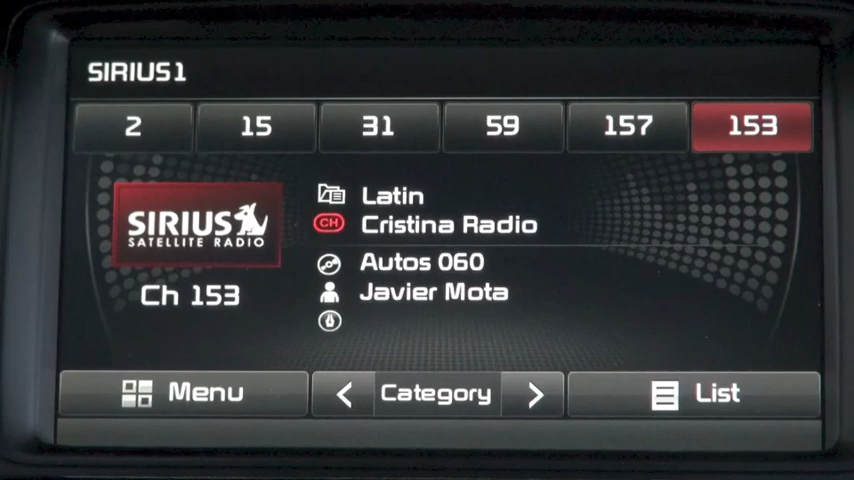 SIRIUS1
2 15 31 59 157 153
Latin
CH Cristina Radio
SIRIUS
SATELLITE RADIO
Ch 153
Autos 060
Javier Mota
Menu < Category > List